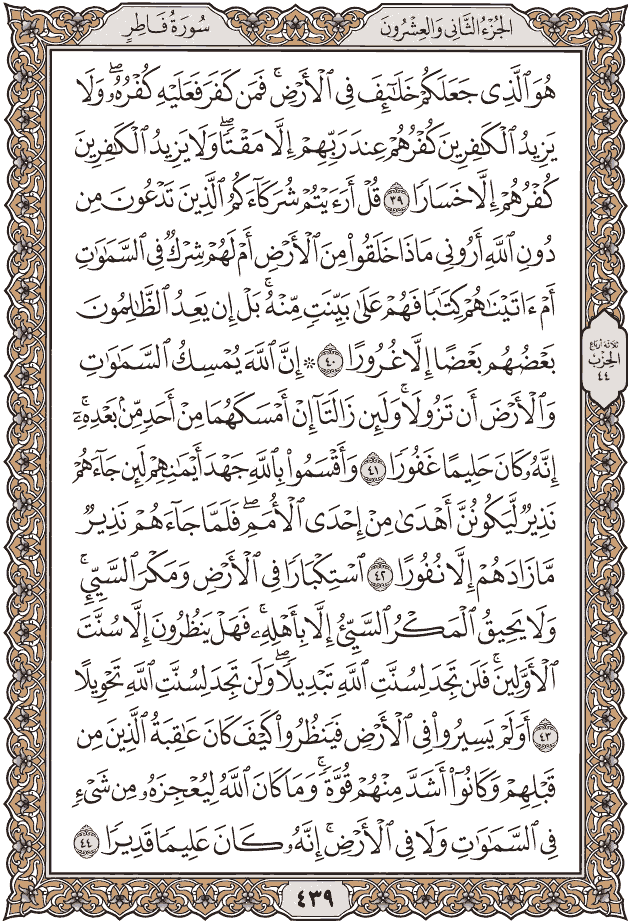 سُورَةُ فَاطِرٍ
الجُزْءُ الثَّانِي وَالعِشْرُونَ
هُوَ ٱلَّذِى جَعَلَكُمْ خَلَـٰٓئِفَ فِى ٱلْأَرْضِ ۚ فَمَن كَفَرَ فَعَلَيْهِ كُفْرُهُۥ ۖ وَلَا
يَزِيدُ ٱلْكَـٰفِرِينَ كُفْرُهُمْ عِندَ رَبِّهِمْ إِلَّا مَقْتًا ۖ وَلَا يَزِيدُ ٱلْكَـٰفِرِينَ
كُفْرُهُمْ إِلَّا خَسَارًا ٣٩ قُلْ أَرَءَيْتُمْ شُرَكَآءَكُمُ ٱلَّذِينَ تَدْعُونَ مِن
دُونِ ٱللَّهِ أَرُونِى مَاذَا خَلَقُوا۟ مِنَ ٱلْأَرْضِ أَمْ لَهُمْ شِرْكٌ فِى ٱلسَّمَـٰوَٰتِ
أَمْ ءَاتَيْنَـٰهُمْ كِتَـٰبًا فَهُمْ عَلَىٰ بَيِّنَتٍ مِّنْهُ ۚ بَلْ إِن يَعِدُ ٱلظَّـٰلِمُونَ
بَعْضُهُم بَعْضًا إِلَّا غُرُورًا ٤٠ ۞ إِنَّ ٱللَّهَ يُمْسِكُ ٱلسَّمَـٰوَٰتِ
وَٱلْأَرْضَ أَن تَزُولَا ۚ وَلَئِن زَالَتَآ إِنْ أَمْسَكَهُمَا مِنْ أَحَدٍ مِّنۢ بَعْدِهِۦٓ ۚ
إِنَّهُۥ كَانَ حَلِيمًا غَفُورًا ٤١ وَأَقْسَمُوا۟ بِٱللَّهِ جَهْدَ أَيْمَـٰنِهِمْ لَئِن جَآءَهُمْ
نَذِيرٌ لَّيَكُونُنَّ أَهْدَىٰ مِنْ إِحْدَى ٱلْأُمَمِ ۖ فَلَمَّا جَآءَهُمْ نَذِيرٌ
مَّا زَادَهُمْ إِلَّا نُفُورًا ٤٢ ٱسْتِكْبَارًا فِى ٱلْأَرْضِ وَمَكْرَ ٱلسَّيِّئِ ۚ
وَلَا يَحِيقُ ٱلْمَكْرُ ٱلسَّيِّئُ إِلَّا بِأَهْلِهِۦ ۚ فَهَلْ يَنظُرُونَ إِلَّا سُنَّتَ
ٱلْأَوَّلِينَ ۚ فَلَن تَجِدَ لِسُنَّتِ ٱللَّهِ تَبْدِيلًا ۖ وَلَن تَجِدَ لِسُنَّتِ ٱللَّهِ تَحْوِيلًا
٤٣ أَوَلَمْ يَسِيرُوا۟ فِى ٱلْأَرْضِ فَيَنظُرُوا۟ كَيْفَ كَانَ عَـٰقِبَةُ ٱلَّذِينَ مِن
قَبْلِهِمْ وَكَانُوٓا۟ أَشَدَّ مِنْهُمْ قُوَّةً ۚ وَمَا كَانَ ٱللَّهُ لِيُعْجِزَهُۥ مِن شَىْءٍ
فِى ٱلسَّمَـٰوَٰتِ وَلَا فِى ٱلْأَرْضِ ۚ إِنَّهُۥ كَانَ عَلِيمًا قَدِيرًا ٤٤
ثلاثة أرباع
الحزب
٤٤
٤٣٩